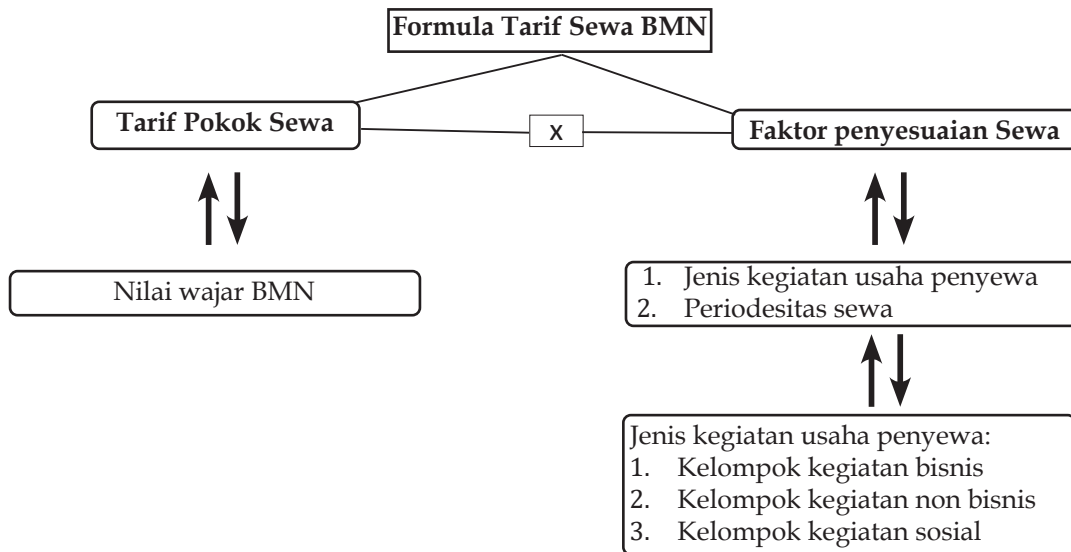 Formula Tarif Sewa BMN
Tarif Pokok Sewa
x
Faktor penyesuaian Sewa
Nilai wajar BMN
1. Jenis kegiatan usaha penyewa
2. Periodesitas sewa
Jenis kegiatan usaha penyewa:
1. Kelompok kegiatan bisnis
2. Kelompok kegiatan non bisnis
3. Kelompok kegiatan sosial